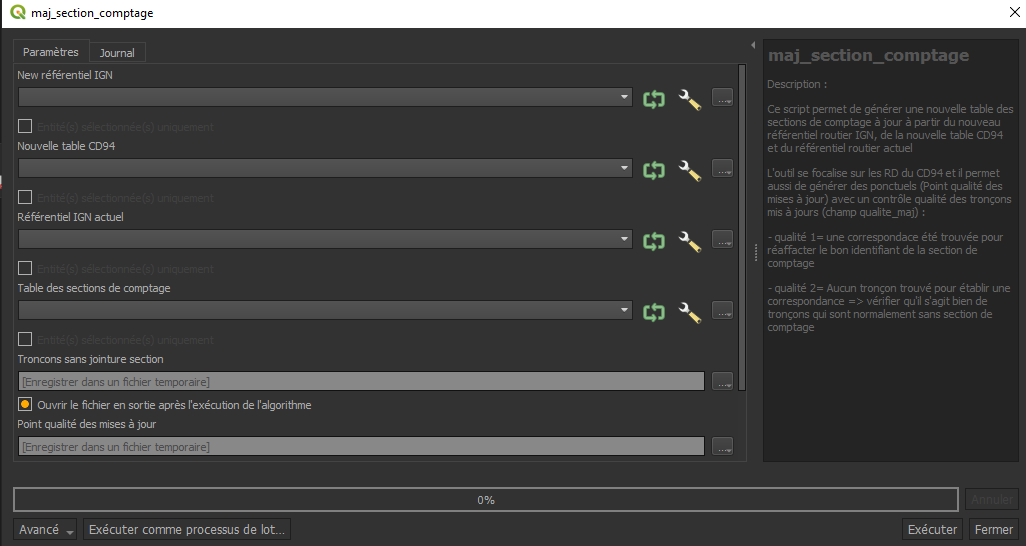 maj_section_comptage
Paramètres
Journal
New référentiel IGN
Entité(s) sélectionnée(s) uniquement
Nouvelle table CD94
Entité(s) sélectionnée(s) uniquement
Référentiel IGN actuel
Entité(s) sélectionnée(s) uniquement
Table des sections de comptage
Entité(s) sélectionnée(s) uniquement
Troncons sans jointure section
[Enregistrer dans un fichier temporaire]
Ouvrir le fichier en sortie après l'exécution de l'algorithme
Point qualité des mises à jour
[Enregistrer dans un fichier temporaire]
maj_section_comptage
Description :
Ce script permet de générer une nouvelle table des
sections de comptage à jour à partir du nouveau
référentiel routier IGN, de la nouvelle table CD94
et du référentiel routier actuel
L'outil se focalise sur les RD du CD94 et il permet
aussi de générer des ponctuels (Point qualité des
mises à jour) avec un contrôle qualité des tronçons
mis à jours (champ qualite_maj) :
- qualité 1= une correspondace été trouvée pour
réaffacter le bon identifiant de la section de
comptage
- qualité 2= Aucun tronçon trouvé pour établir une
correspondance => vérifier qu'il s'agit bien de
tronçons qui sont normalement sans section de
comptage
0%
Annuler
Avancé
Exécuter comme processus de lot...
Exécuter
Fermer